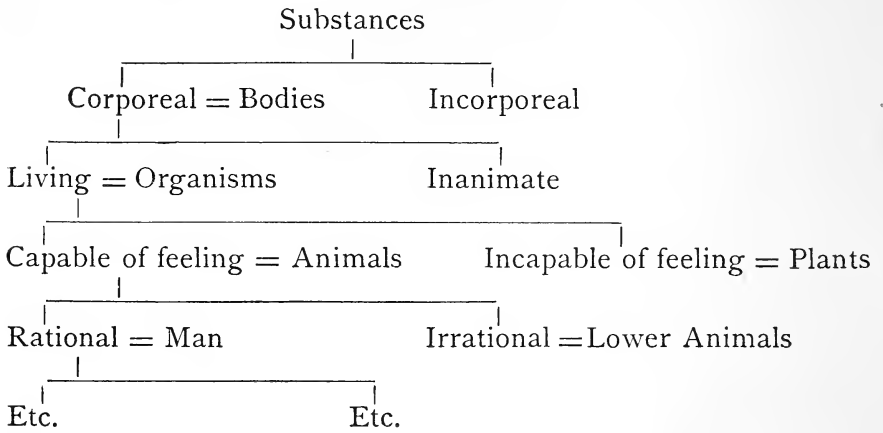 Substances
Corporeal = Bodies Incorporeal
Living = Organisms Inanimate
Capable of feeling = Animals Incapable of feeling = Plants
Rational = Man Irrational = Lower Animals
Etc. Etc.